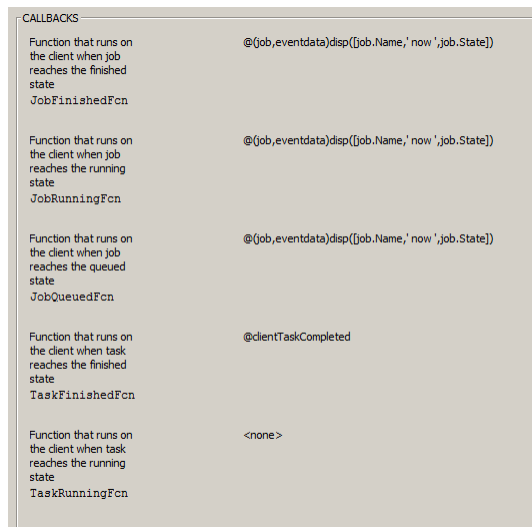 CALLBACKS
Function that runs on @(job,eventdata)disp([job.Name,' now ',job.State])
the client when job
reaches the finished
state
JobFinishedFcn
Function that runs on @(job,eventdata)disp([job.Name,' now ',job.State])
the client when job
reaches the running
state
JobRunningFcn
Function that runs on @(job,eventdata)disp([job.Name,' now ',job.State])
the client when job
reaches the queued
state
JobQueuedFcn
Function that runs on @clientTaskCompleted
the client when task
reaches the finished
state
TaskFinishedFcn
Function that runs on <none>
the client when task
reaches the running
state
TaskRunningFcn